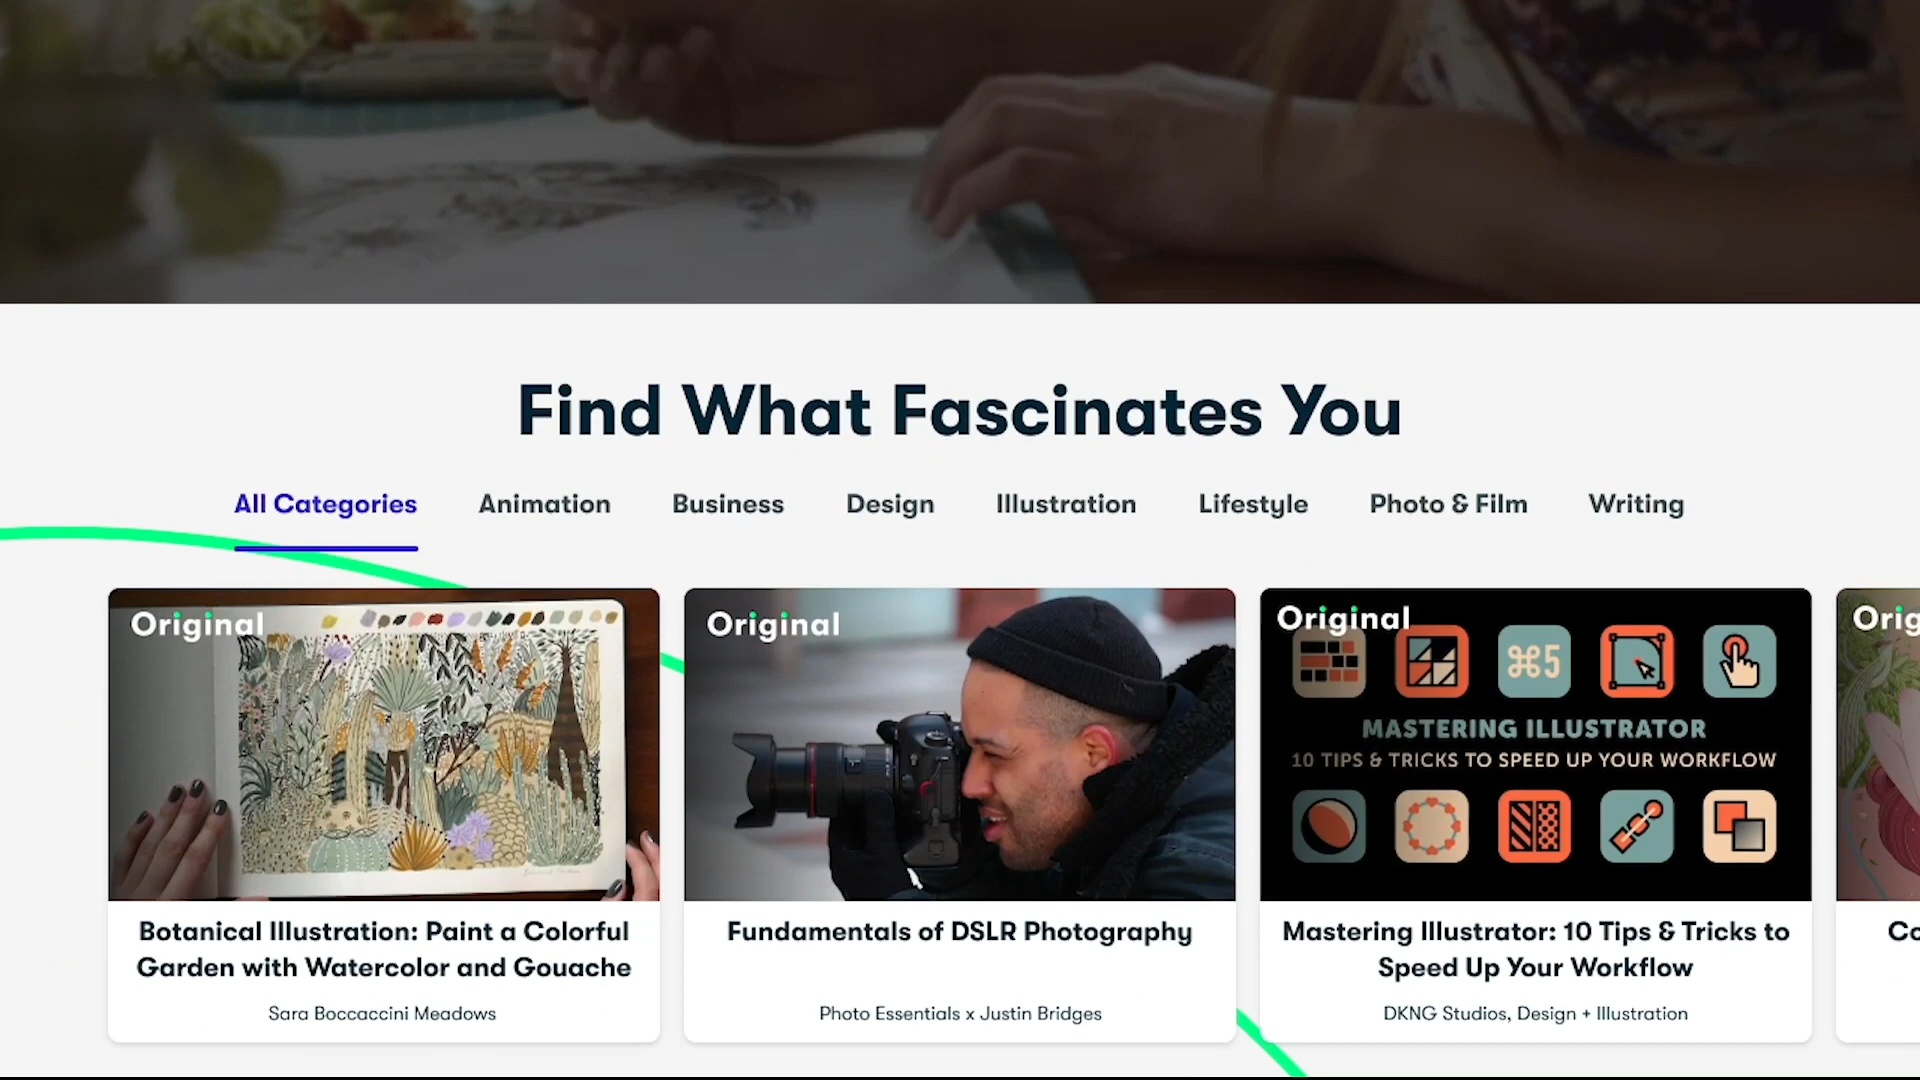 Find What Fascinates You
All Categories Animation Business Design Illustration Lifestyle Photo & Film Writing
Original
Original
Original
⌘5
MASTERING ILLUSTRATOR
10 TIPS & TRICKS TO SPEED UP YOUR WORKFLOW
Botanical Illustration: Paint a Colorful
Garden with Watercolor and Gouache
Sara Boccaccini Meadows
Fundamentals of DSLR Photography
Photo Essentials x Justin Bridges
Mastering Illustrator: 10 Tips & Tricks to
Speed Up Your Workflow
DKNG Studios, Design + Illustration